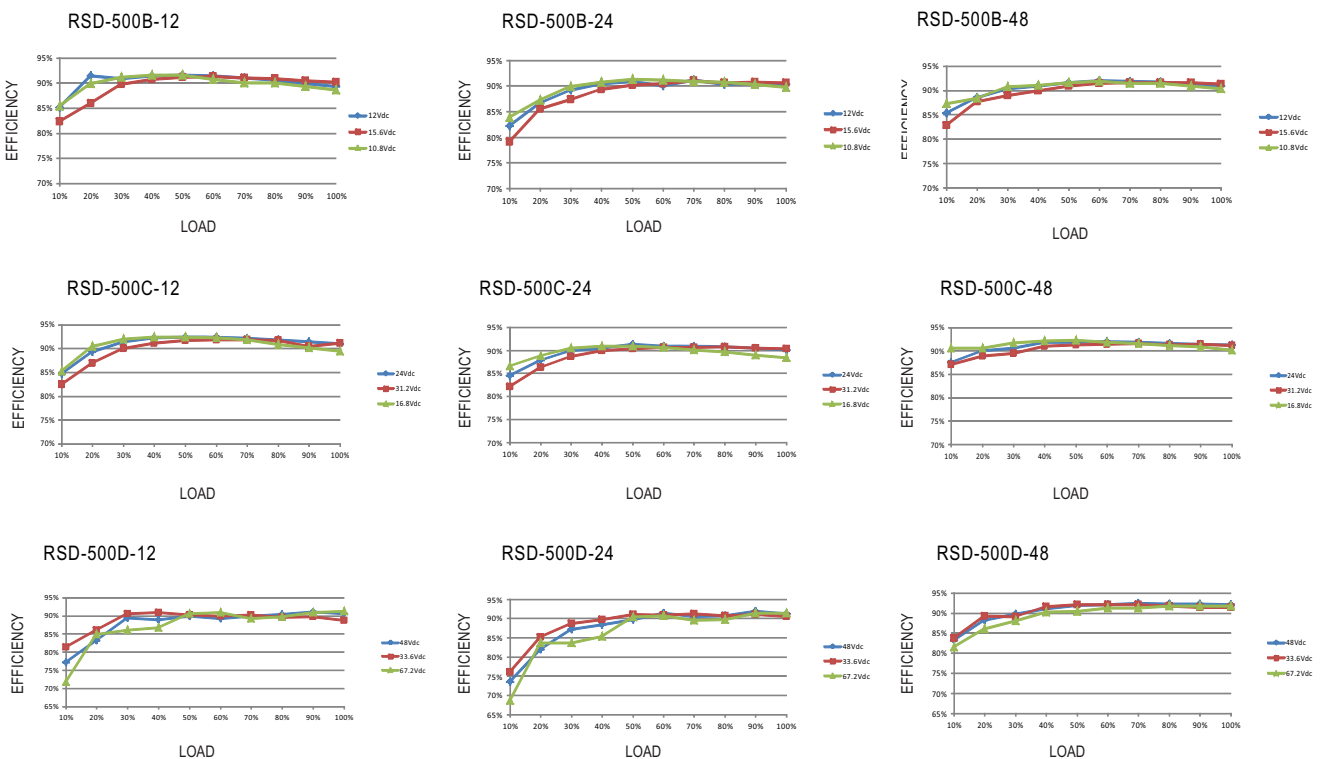 RSD-500B-12
EFFICIENCY
95%
90%
85%
80%
75%
70%
10% 20% 30% 40% 50% 60% 70% 80% 90% 100%
LOAD
12Vdc
15.6Vdc
10.8Vdc
RSD-500B-24
EFFICIENCY
95%
90%
85%
80%
75%
70%
10% 20% 30% 40% 50% 60% 70% 80% 90% 100%
LOAD
12Vdc
15.6Vdc
10.8Vdc
RSD-500B-48
EFFICIENCY
95%
90%
85%
80%
75%
70%
10% 20% 30% 40% 50% 60% 70% 80% 90% 100%
LOAD
12Vdc
15.6Vdc
10.8Vdc
RSD-500C-12
EFFICIENCY
95%
90%
85%
80%
75%
70%
10% 20% 30% 40% 50% 60% 70% 80% 90% 100%
LOAD
24Vdc
31.2Vdc
16.8Vdc
RSD-500C-24
EFFICIENCY
95%
90%
85%
80%
75%
70%
10% 20% 30% 40% 50% 60% 70% 80% 90% 100%
LOAD
24Vdc
31.2Vdc
16.8Vdc
RSD-500C-48
EFFICIENCY
95%
90%
85%
80%
75%
70%
10% 20% 30% 40% 50% 60% 70% 80% 90% 100%
LOAD
24Vdc
31.2Vdc
16.8Vdc
RSD-500D-12
EFFICIENCY
95%
90%
85%
80%
75%
70%
65%
10% 20% 30% 40% 50% 60% 70% 80% 90% 100%
LOAD
48Vdc
33.6Vdc
67.2Vdc
RSD-500D-24
EFFICIENCY
95%
90%
85%
80%
75%
70%
65%
10% 20% 30% 40% 50% 60% 70% 80% 90% 100%
LOAD
48Vdc
33.6Vdc
67.2Vdc
RSD-500D-48
EFFICIENCY
95%
90%
85%
80%
75%
70%
65%
10% 20% 30% 40% 50% 60% 70% 80% 90% 100%
LOAD
48Vdc
33.6Vdc
67.2Vdc